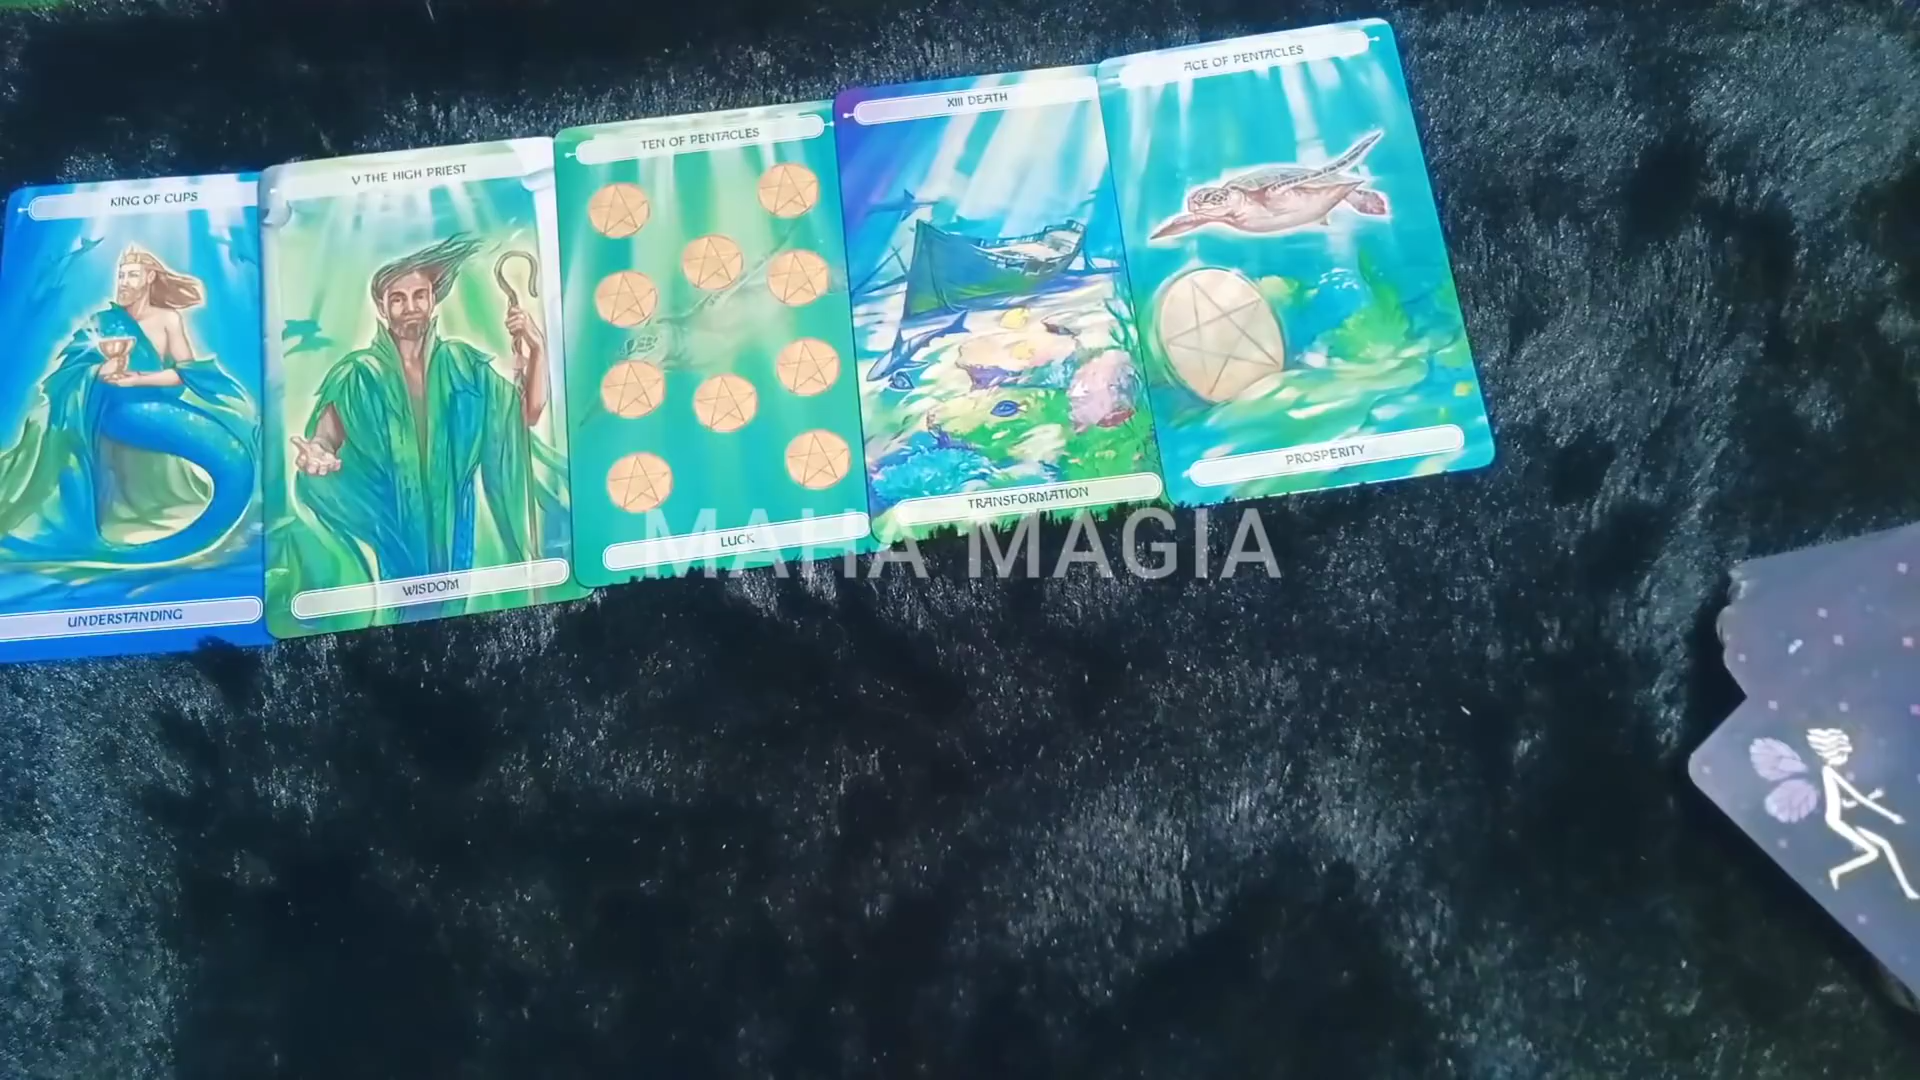 KING OF CUPS
UNDERSTANDING
V THE HIGH PRIEST
WISDOM
TEN OF PENTACLES
LUCK
XIII DEATH
TRANSFORMATION
ACE OF PENTACLES
PROSPERITY
MAHA MAGIA